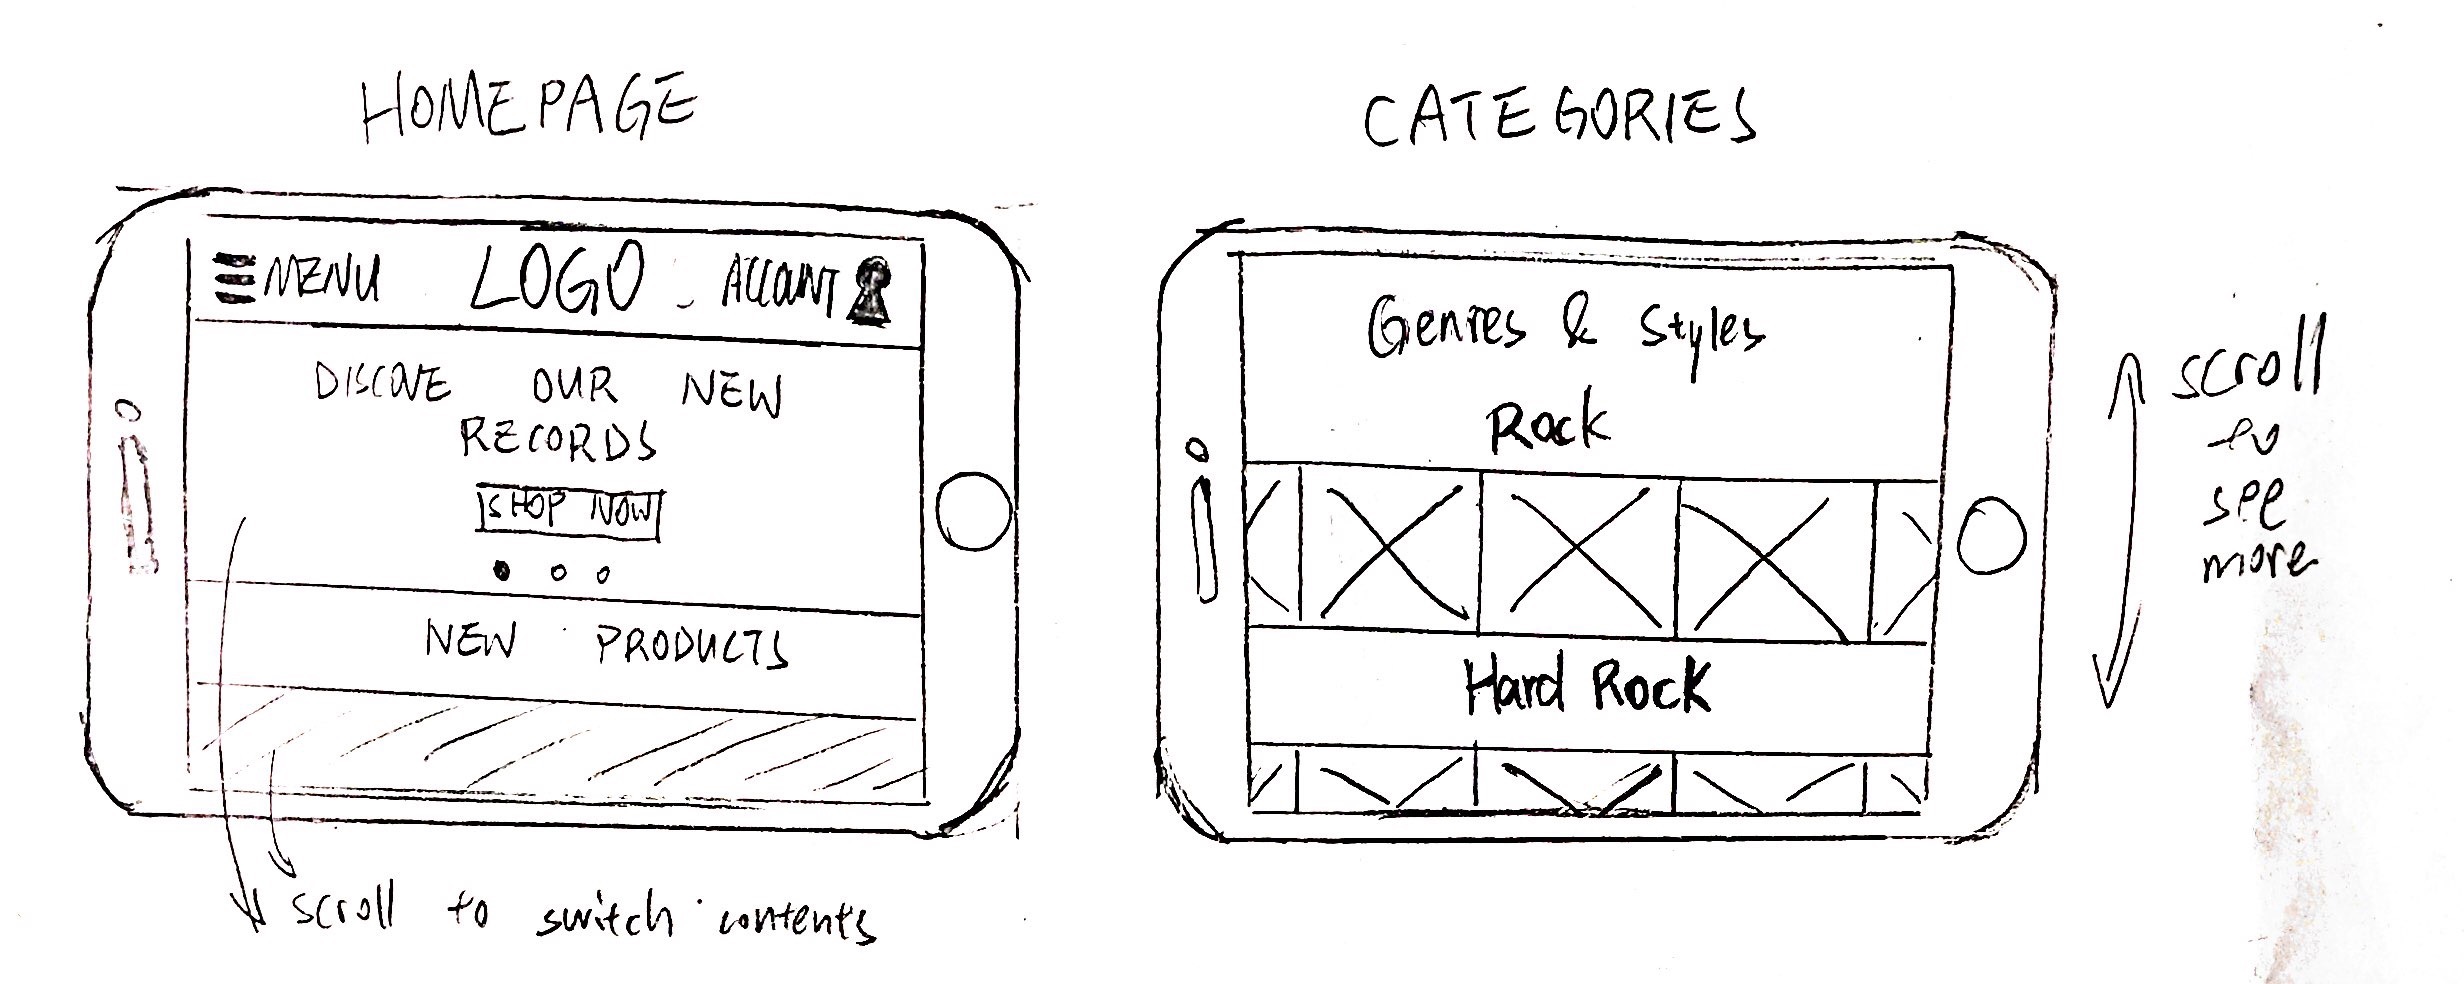 HOMEPAGE
MENU LOGO ACCOUNT
DISCOVE OUR NEW
RECORDS
SHOP NOW
NEW PRODUCTS
scroll to switch contents
CATEGORIES
Genres & Styles
Rock
Hard Rock
scroll
to
see
more